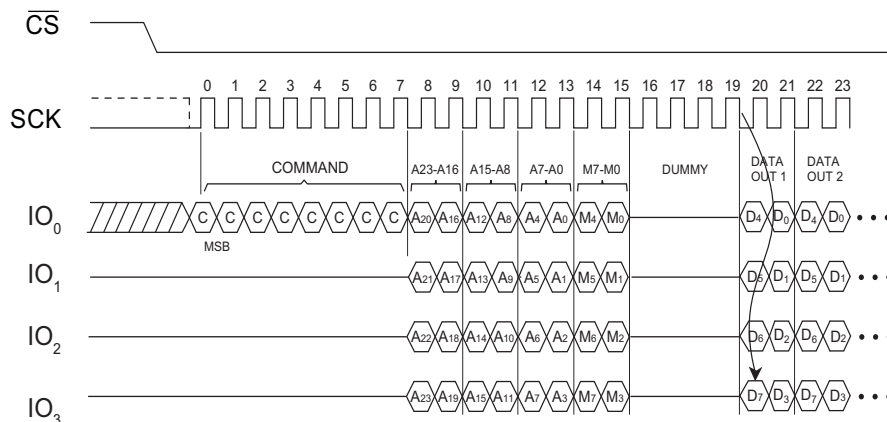 CS
0 1 2 3 4 5 6 7 8 9 10 11 12 13 14 15 16 17 18 19 20 21 22 23
SCK
COMMAND A23-A16 A15-A8 A7-A0 M7-M0 DUMMY DATA OUT 1 DATA OUT 2
IO0 C C C C C C C C A20 A16 A12 A8 A4 A0 M4 M0 D4 D0 D4 D0 • • •
MSB
IO1 A21 A17 A13 A9 A5 A1 M5 M1 D5 D1 D5 D1 • • •
IO2 A22 A18 A14 A10 A6 A2 M6 M2 D6 D2 D6 D2 • • •
IO3 A23 A19 A15 A11 A7 A3 M7 M3 D7 D3 D7 D3 • • •